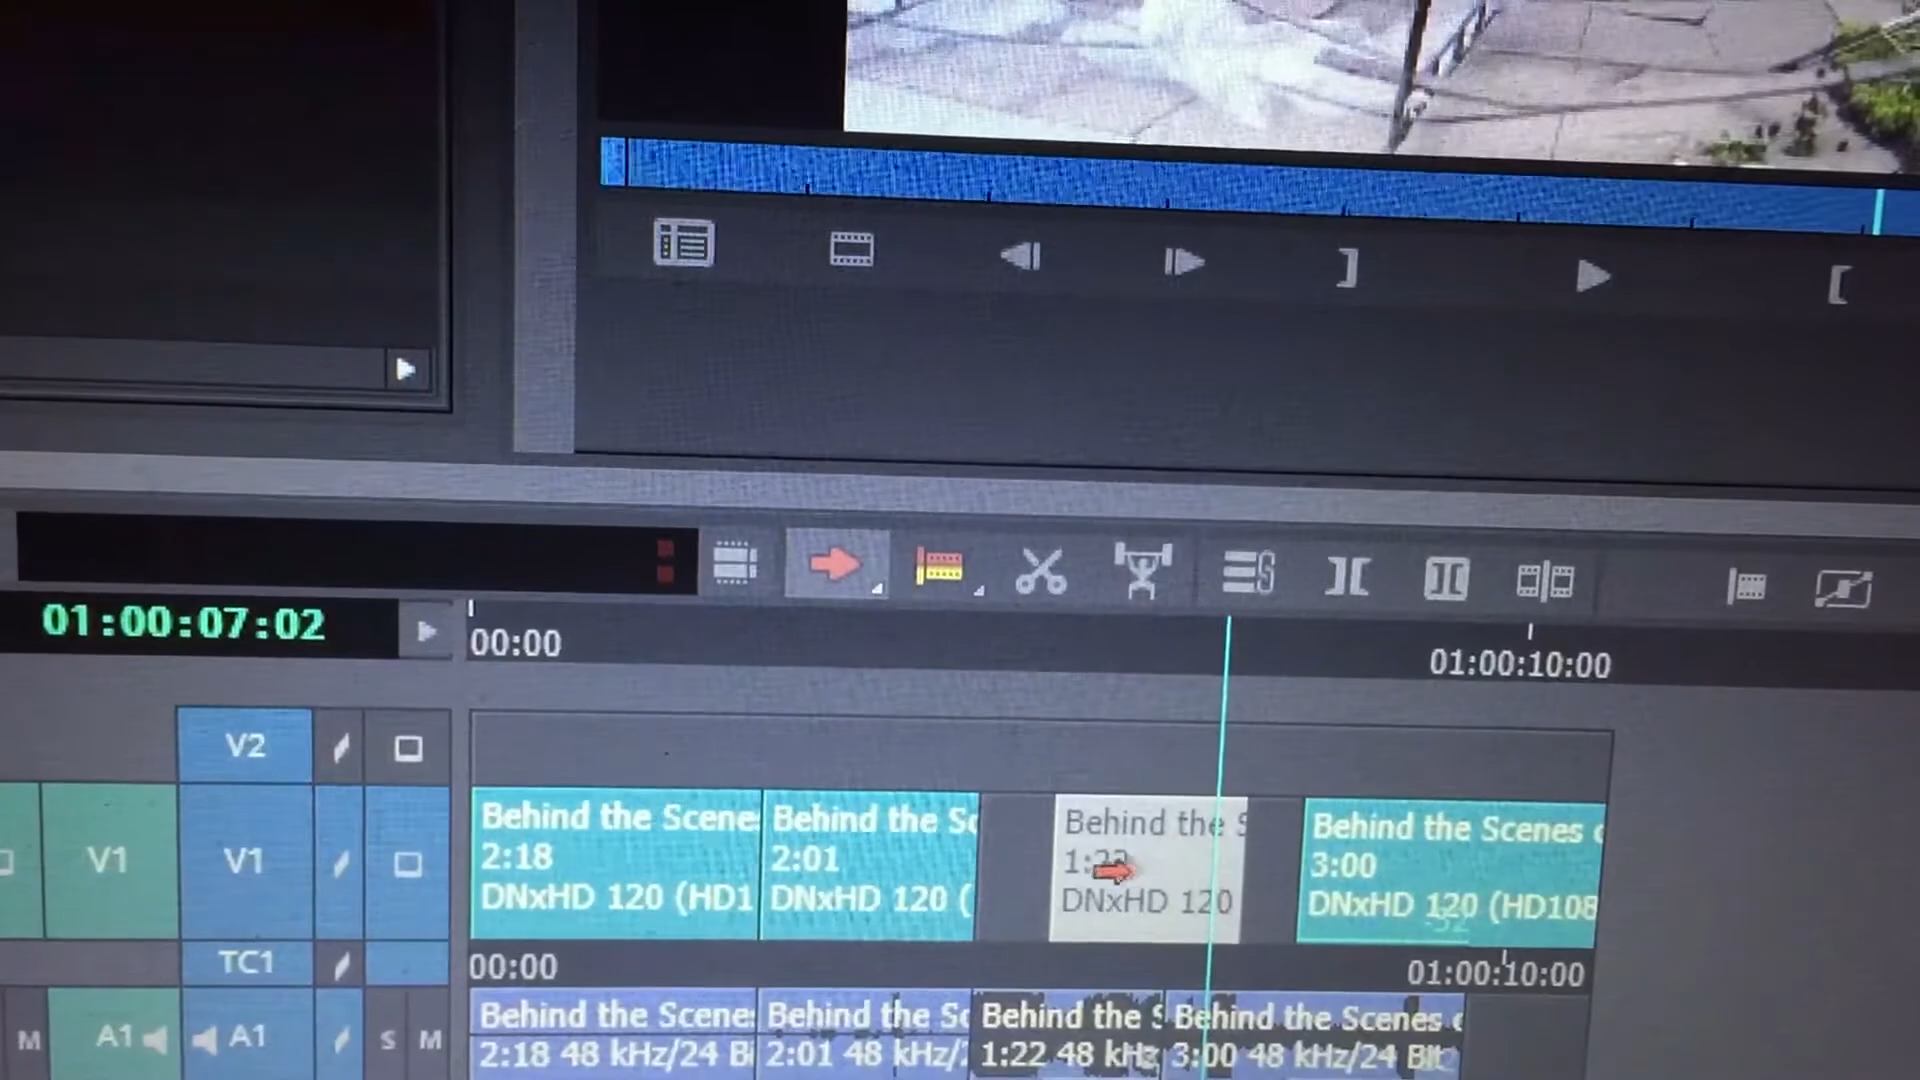 01:00:07:02
00:00
01:00:10:00
V2
V1
V1
Behind the Scene
2:18
DNxHD 120 (HD1
Behind the Sc
2:01
DNxHD 120 (
Behind the S
DNxHD 120
Behind the Scenes
3:00
DNxHD 120 (HD108
TC1
00:00
01:00:10:00
M
A1
A1
S
M
Behind the Scene
2:18 48 kHz/24 Bi
Behind the Sc
2:01 48 kHz/
Behind the S
1:22 48 kHz
Behind the Scenes
3:00 48 kHz/24 Bit